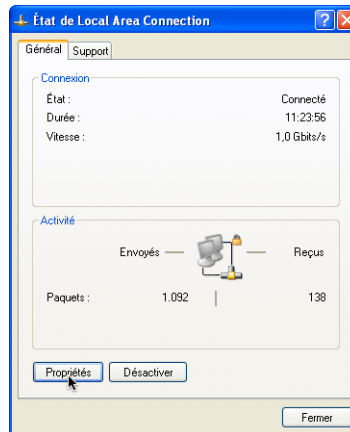 État de Local Area Connection
Général Support
Connexion
État : Connecté
Durée : 11:23:56
Vitesse : 1,0 Gbits/s
Activité
Envoyés — — Reçus
Paquets : 1.092 | 138
Propriétés Désactiver
Fermer